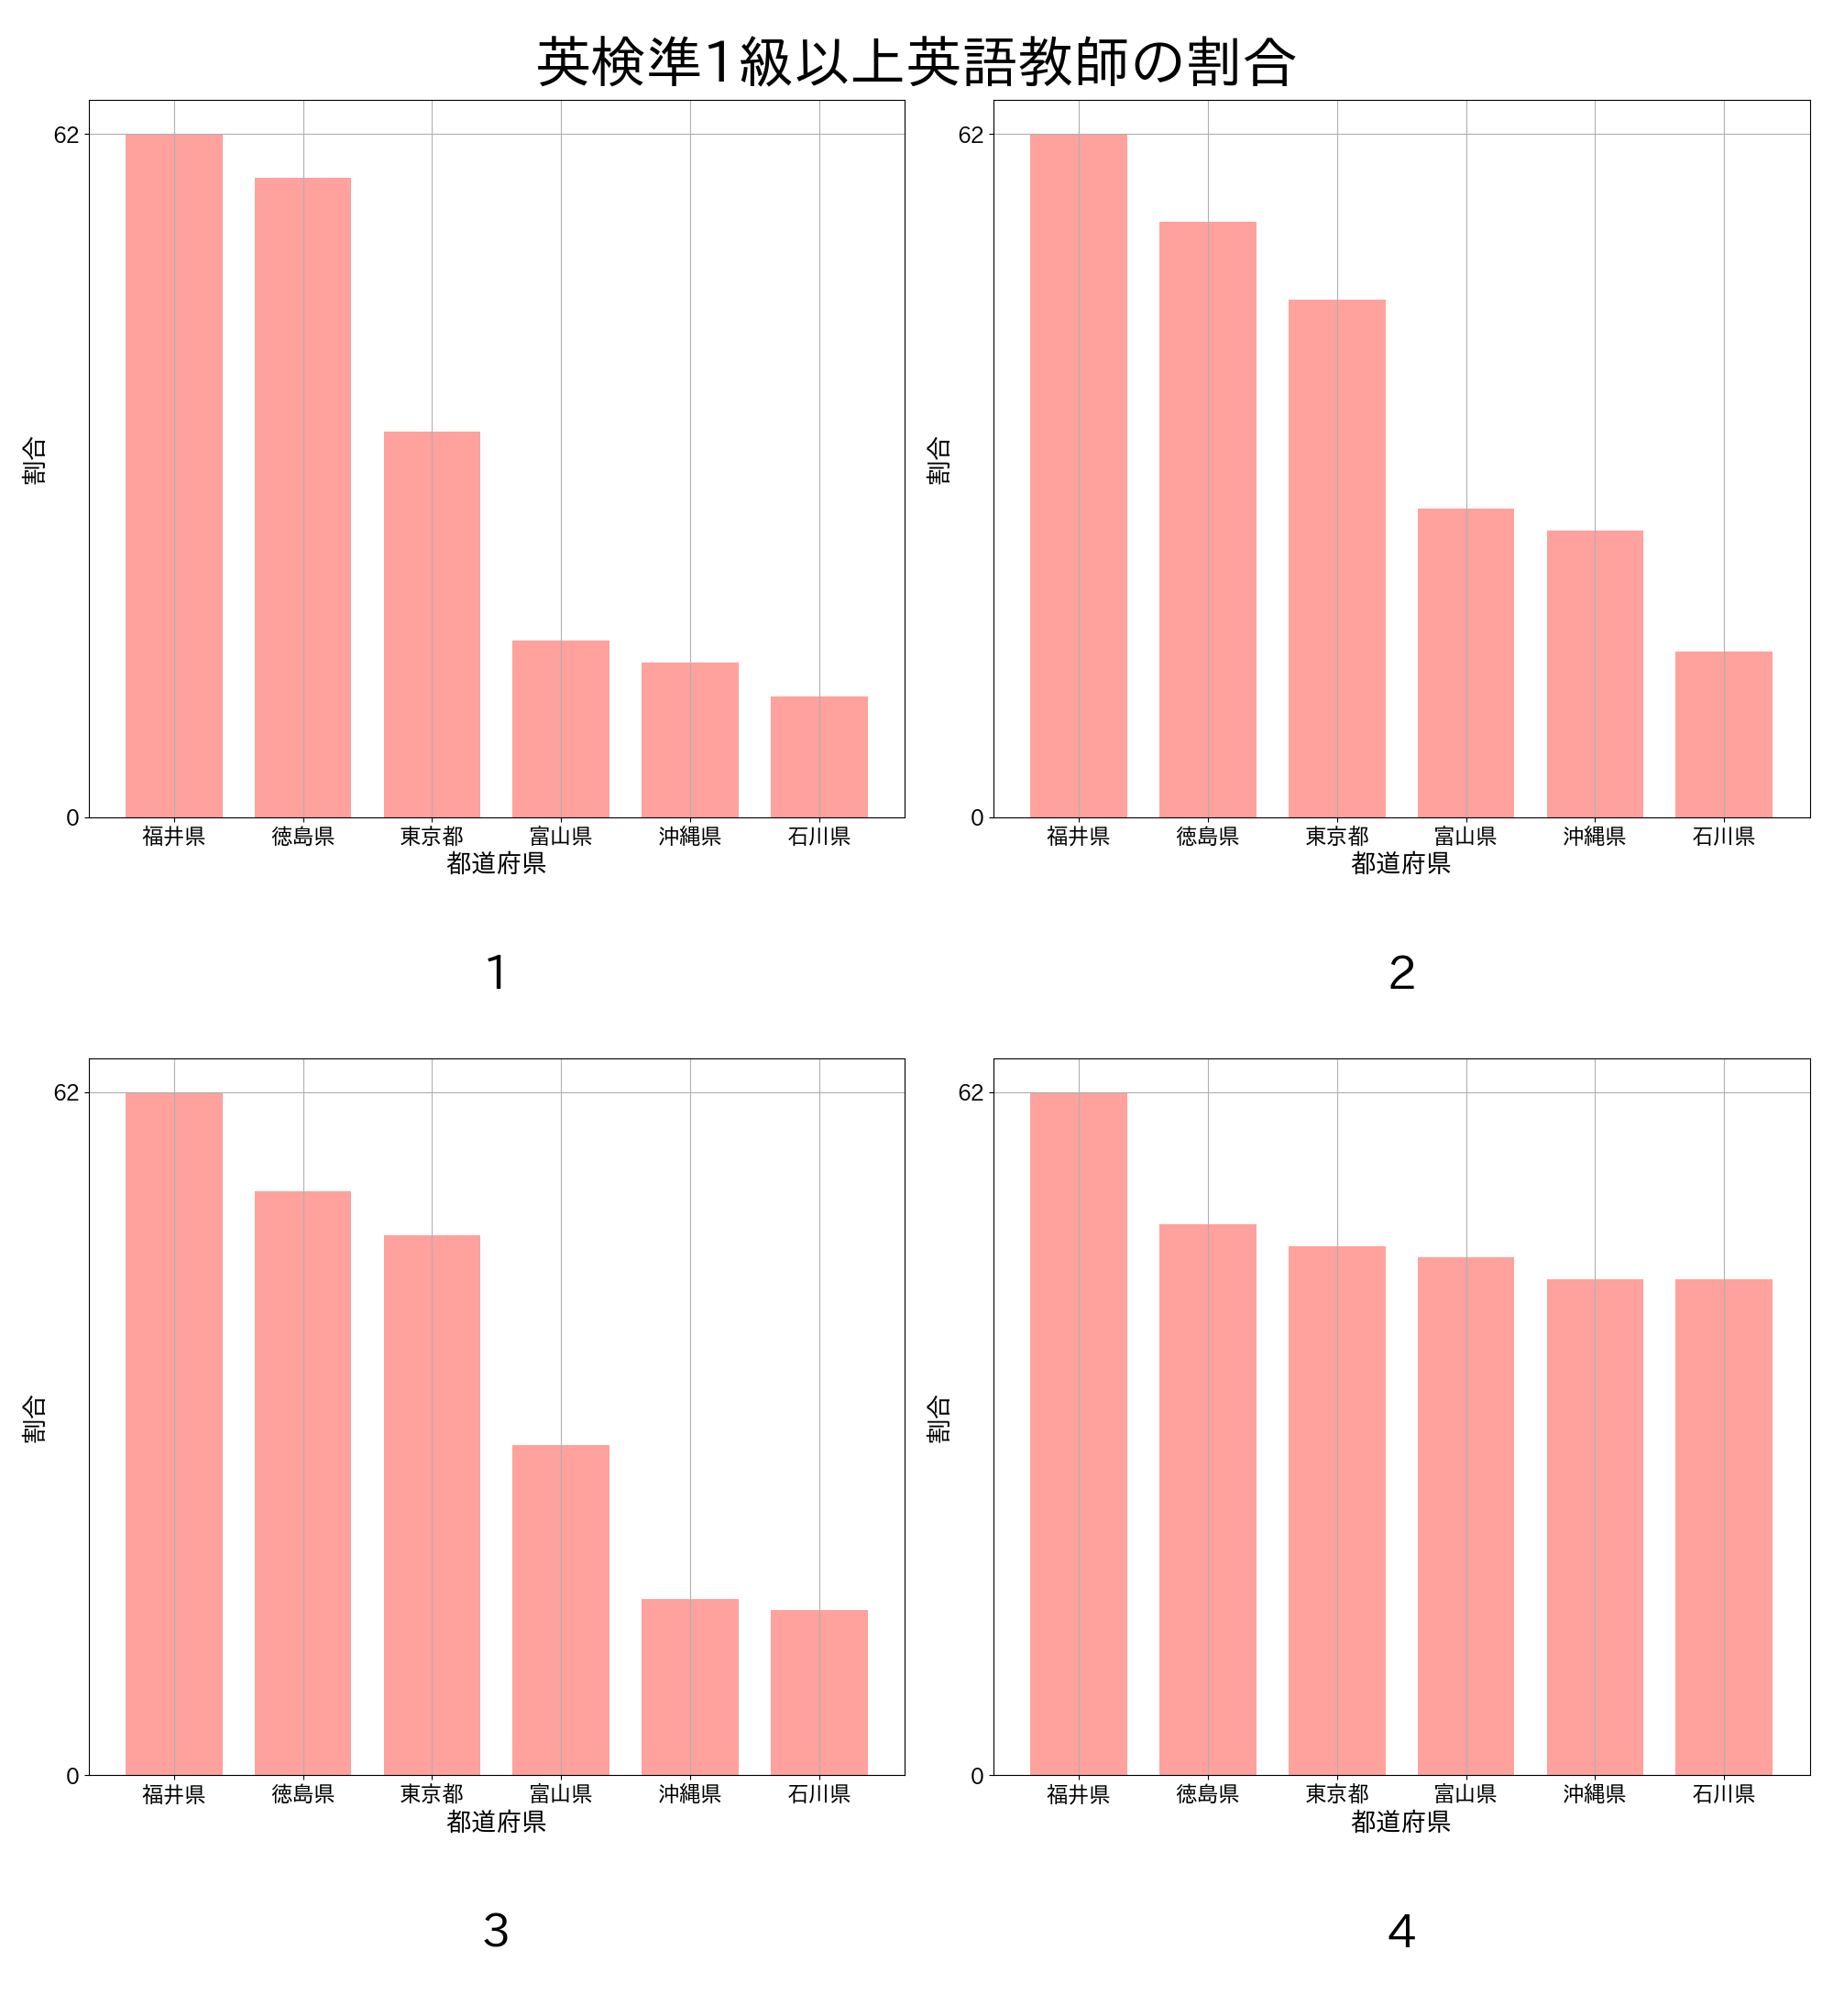 英検準1級以上英語教師の割合
62
0
割合
福井県 徳島県 東京都 富山県 沖縄県 石川県
都道府県
1
62
0
割合
福井県 徳島県 東京都 富山県 沖縄県 石川県
都道府県
2
62
0
割合
福井県 徳島県 東京都 富山県 沖縄県 石川県
都道府県
3
62
0
割合
福井県 徳島県 東京都 富山県 沖縄県 石川県
都道府県
4